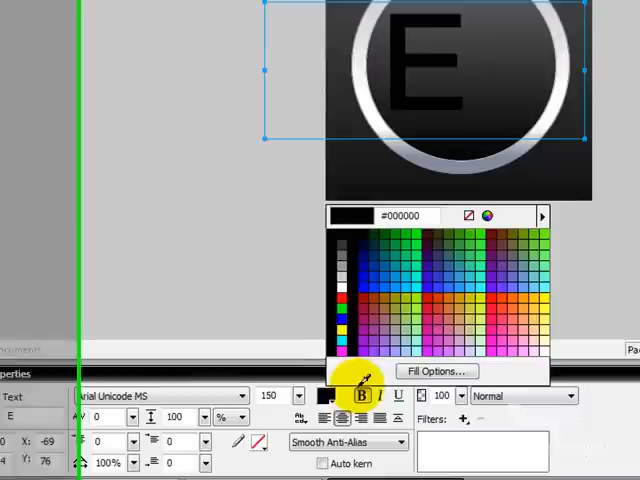 E
#000000
Fill Options...
Text
Arial Unicode MS
150
B
I
U
100
Normal
E
0
100
%
Filters:
X: -69
0
0
Smooth Anti-Alias
Y: 76
100%
0
Auto kern